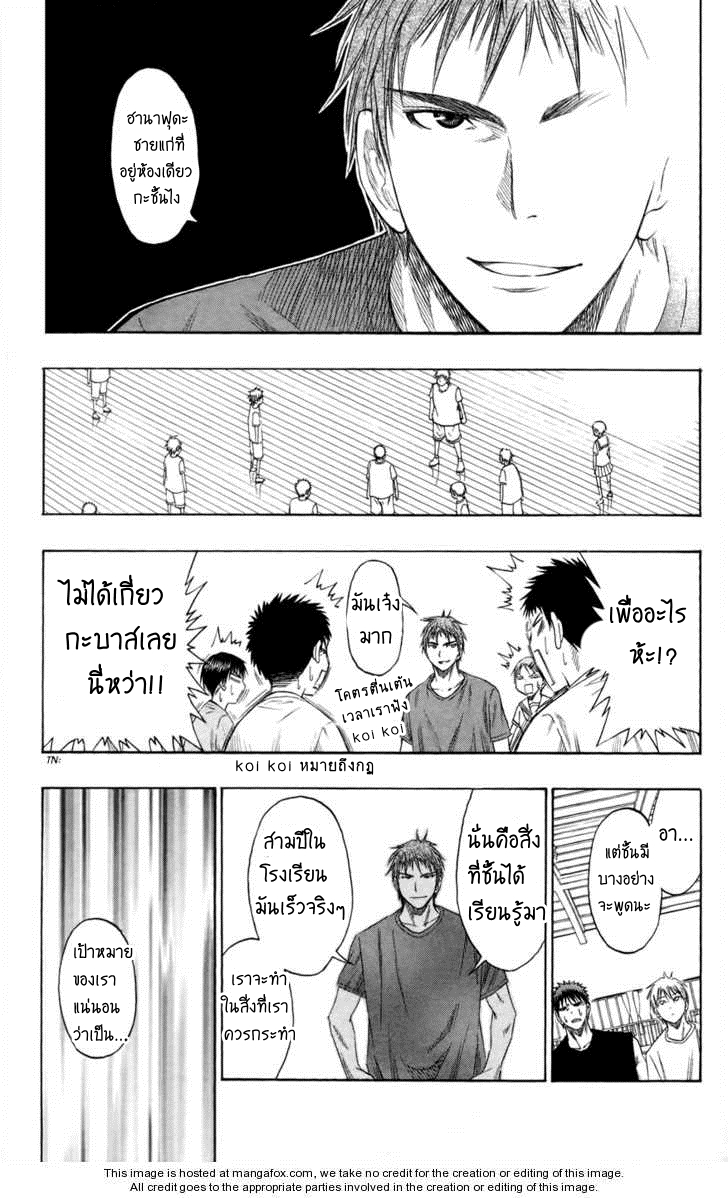 ฮานาฟุดะ
ชายแก่ที่
อยู่ห้องเดียว
กะชั้นไง
เพื่ออะไร
ห้ะ!?
มันเจ๋ง
มาก
โคตรตื่นเต้น
เวลาเราฟัง
koi koi
ไม่ได้เกี่ยว
กะบาสเลย
นี่หว่า!!
TN:
koi koi หมายถึงกฎ
อา...
แต่ชั้นมี
บางอย่าง
จะพูดนะ
นั่นคือสิ่ง
ที่ชั้นได้
เรียนรู้มา
สามปีใน
โรงเรียน
มันเร็วจริงๆ
เราจะทำ
ในสิ่งที่เรา
ควรกระทำ
เป้าหมาย
ของเรา
แน่นอน
ว่าเป็น...
This image is hosted at mangafox.com, we take no credit for the creation or editing of this image.
All credit goes to the appropriate parties involved in the creation or editing of this image.